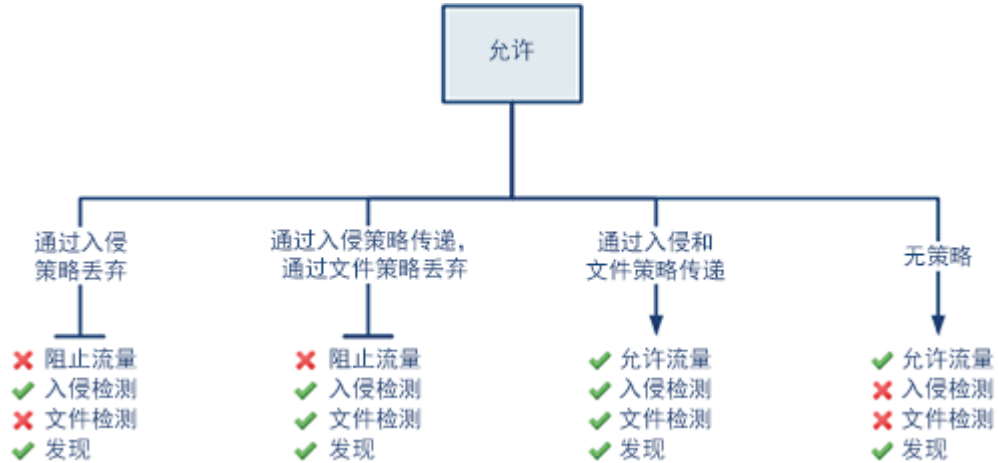 允许
通过入侵
策略丢弃
通过入侵策略传递，
通过文件策略丢弃
通过入侵和
文件策略传递
无策略
阻止流量
入侵检测
文件检测
发现
阻止流量
入侵检测
文件检测
发现
允许流量
入侵检测
文件检测
发现
允许流量
入侵检测
文件检测
发现